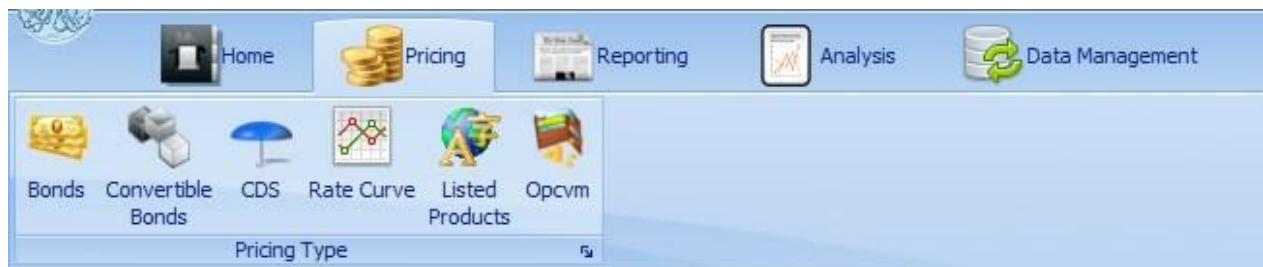 Home
Pricing
Reporting
Analysis
Data Management
Bonds
Convertible
Bonds
CDS
Rate Curve
Listed
Products
Opcvm
Pricing Type